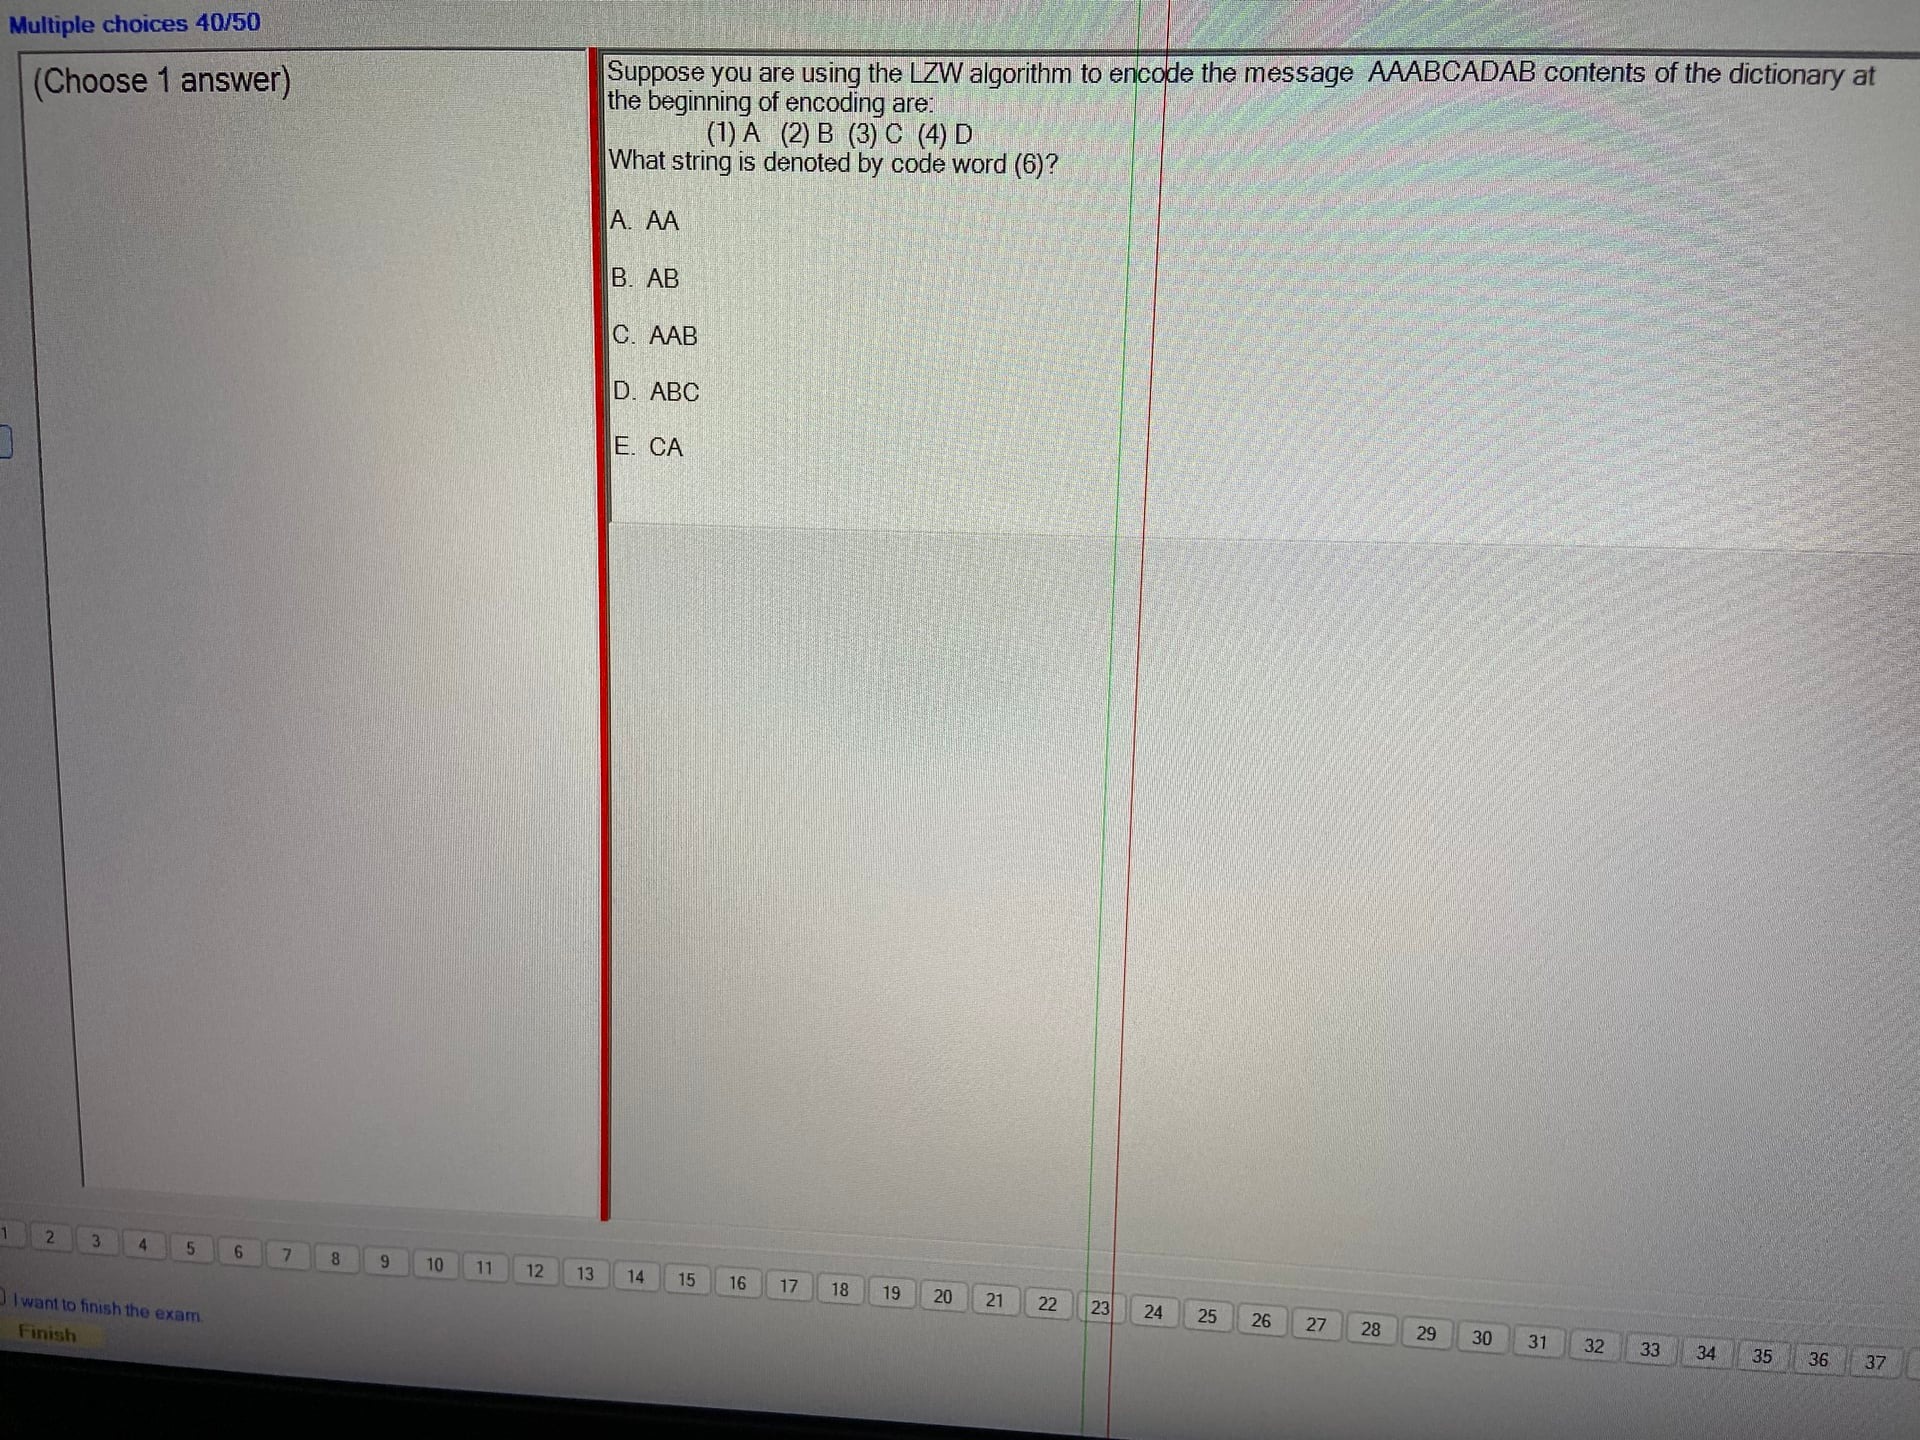 Multiple choices 40/50
(Choose 1 answer)
Suppose you are using the LZW algorithm to encode the message AAABCADAB contents of the dictionary at
the beginning of encoding are:
(1) A (2) B (3) C (4) D
What string is denoted by code word (6)?
A. AA
B. AB
C. AAB
D. ABC
E. CA
1 2 3 4 5 6 7 8 9 10 11 12 13 14 15 16 17 18 19 20 21 22 23 24 25 26 27 28 29 30 31 32 33 34 35 36 37
I want to finish the exam.
Finish